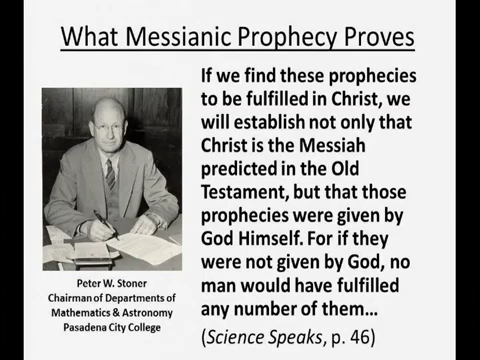 What Messianic Prophecy Proves
If we find these prophecies
to be fulfilled in Christ, we
will establish not only that
Christ is the Messiah
predicted in the Old
Testament, but that those
prophecies were given by
God Himself. For if they
were not given by God, no
man would have fulfilled
any number of them...
(Science Speaks, p. 46)
Peter W. Stoner
Chairman of Departments of
Mathematics & Astronomy
Pasadena City College